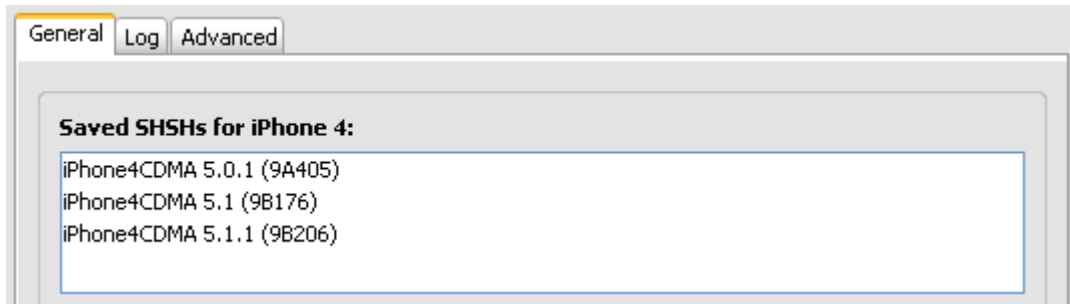 General Log Advanced
Saved SHSHs for iPhone 4:
iPhone4CDMA 5.0.1 (9A405)
iPhone4CDMA 5.1 (9B176)
iPhone4CDMA 5.1.1 (9B206)